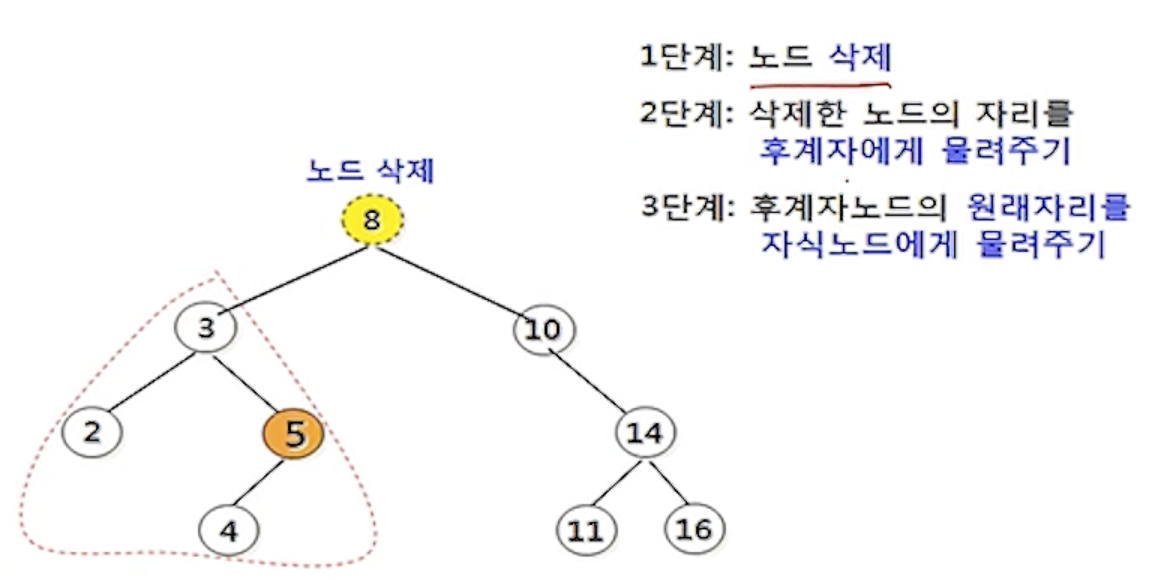 1단계: 노드 삭제
2단계: 삭제한 노드의 자리를
후계자에게 물려주기
3단계: 후계자노드의 원래자리를
자식노드에게 물려주기
노드 삭제
8
3
10
2
5
14
4
11
16